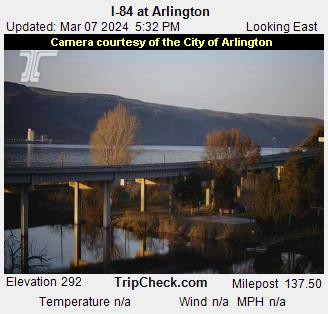 I-84 at Arlington
Updated: Mar 07 2024 5:32 PM Looking East
Camera courtesy of the City of Arlington
Elevation 292 TripCheck.com Milepost 137.50
Temperature n/a Wind n/a MPH n/a